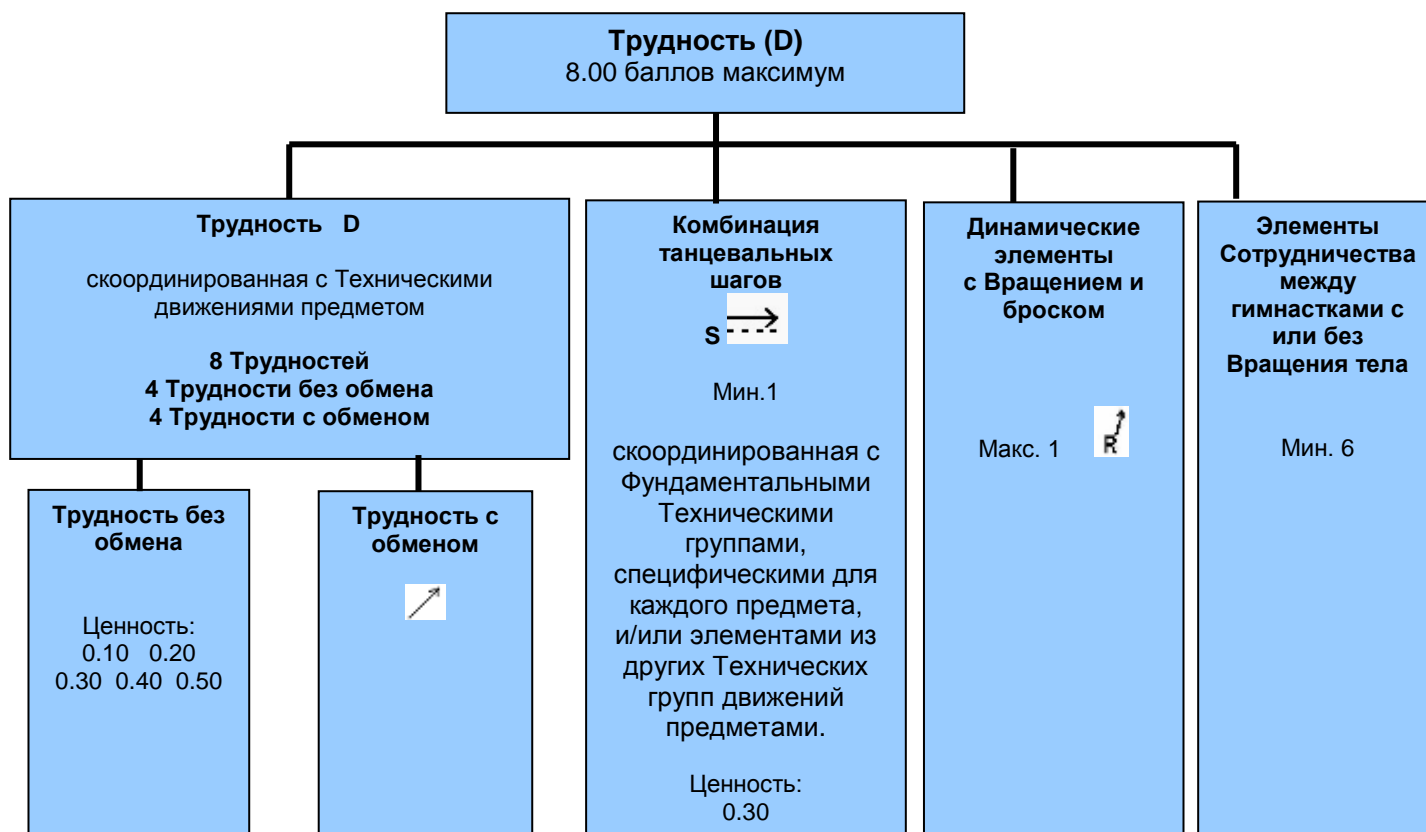 Трудность (D)
8.00 баллов максимум
Трудность D
скоординированная с Техническими
движениями предметом
8 Трудностей
4 Трудности без обмена
4 Трудности с обменом
Трудность без
обмена
Ценность:
0.10 0.20
0.30 0.40 0.50
Трудность с
обменом
Комбинация
танцевальных
шагов
S
Мин.1
скоординированная с
Фундаментальными
Техническими
группами,
специфическими для
каждого предмета,
и/или элементами из
других Технических
групп движений
предметами.
Ценность:
0.30
Динамические
элементы
с Вращением и
броском
Макс. 1 R
Элементы
Сотрудничества
между
гимнастками с
или без
Вращения тела
Мин. 6